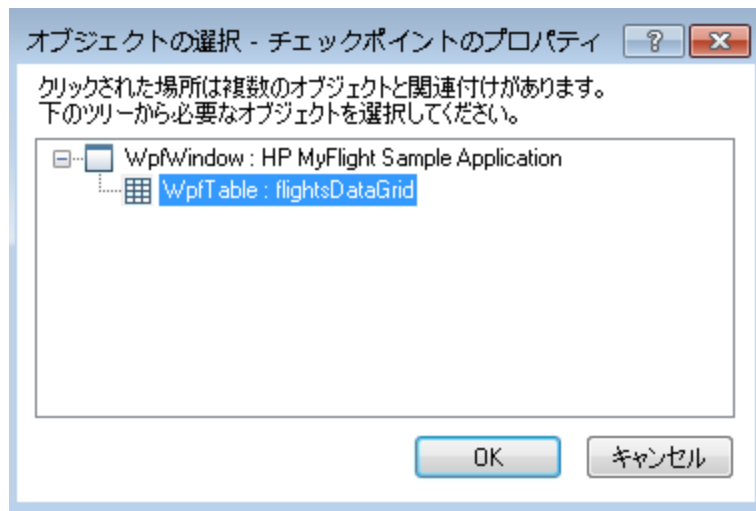 オブジェクトの選択 - チェックポイントのプロパティ
クリックされた場所は複数のオブジェクトと関連付けがあります。
下のツリーから必要なオブジェクトを選択してください。
WpfWindow : HP MyFlight Sample Application
WpfTable : flightsDataGrid
OK キャンセル